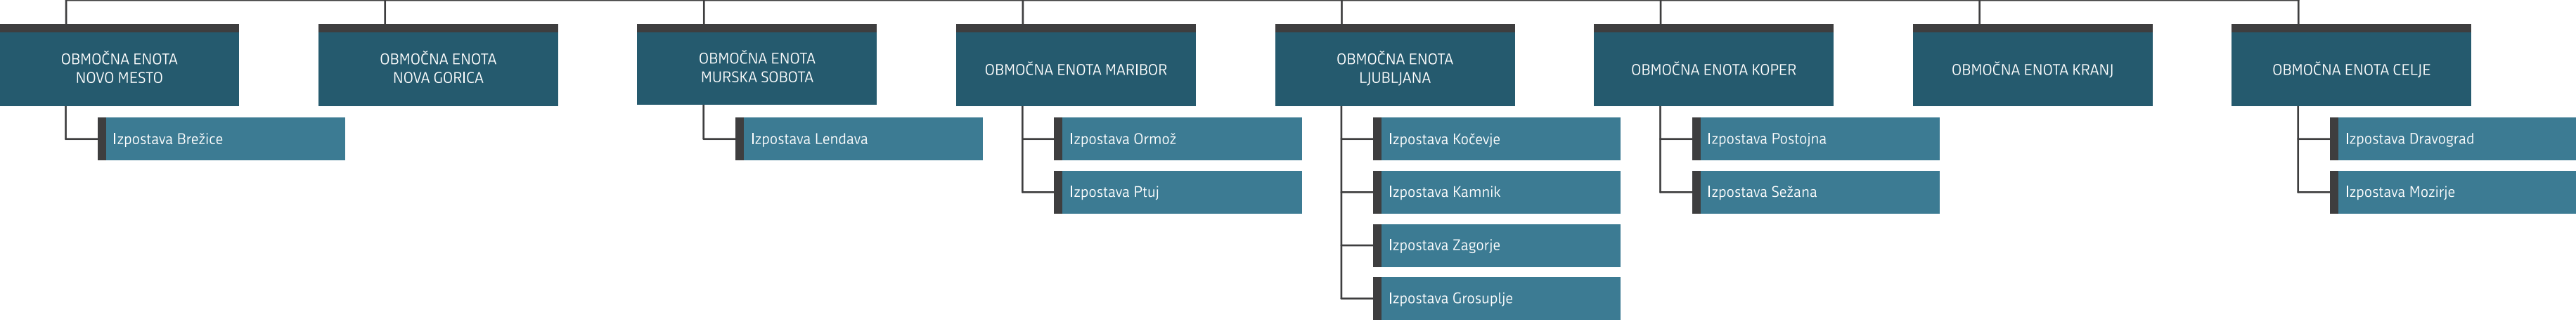 OBMOČNA ENOTA
NOVO MESTO
Izpostava Brežice
OBMOČNA ENOTA
NOVA GORICA
OBMOČNA ENOTA
MURSKA SOBOTA
Izpostava Lendava
OBMOČNA ENOTA MARIBOR
Izpostava Ormož
Izpostava Ptuj
OBMOČNA ENOTA
LJUBLJANA
Izpostava Kočevje
Izpostava Kamnik
Izpostava Zagorje
Izpostava Grosuplje
OBMOČNA ENOTA KOPER
Izpostava Postojna
Izpostava Sežana
OBMOČNA ENOTA KRANJ
OBMOČNA ENOTA CELJE
Izpostava Dravograd
Izpostava Mozirje